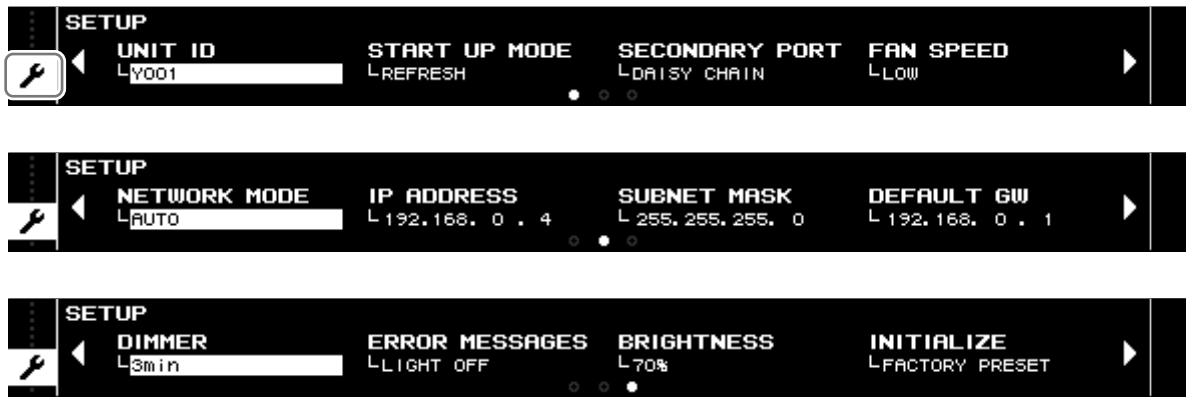 SETUP
UNIT ID START UP MODE SECONDARY PORT FAN SPEED
Y001 REFRESH DAISY CHAIN LOW
SETUP
NETWORK MODE IP ADDRESS SUBNET MASK DEFAULT GW
AUTO 192.168. 0 . 4 255.255.255. 0 192.168. 0 . 1
SETUP
DIMMER ERROR MESSAGES BRIGHTNESS INITIALIZE
3min LIGHT OFF 70% FACTORY PRESET